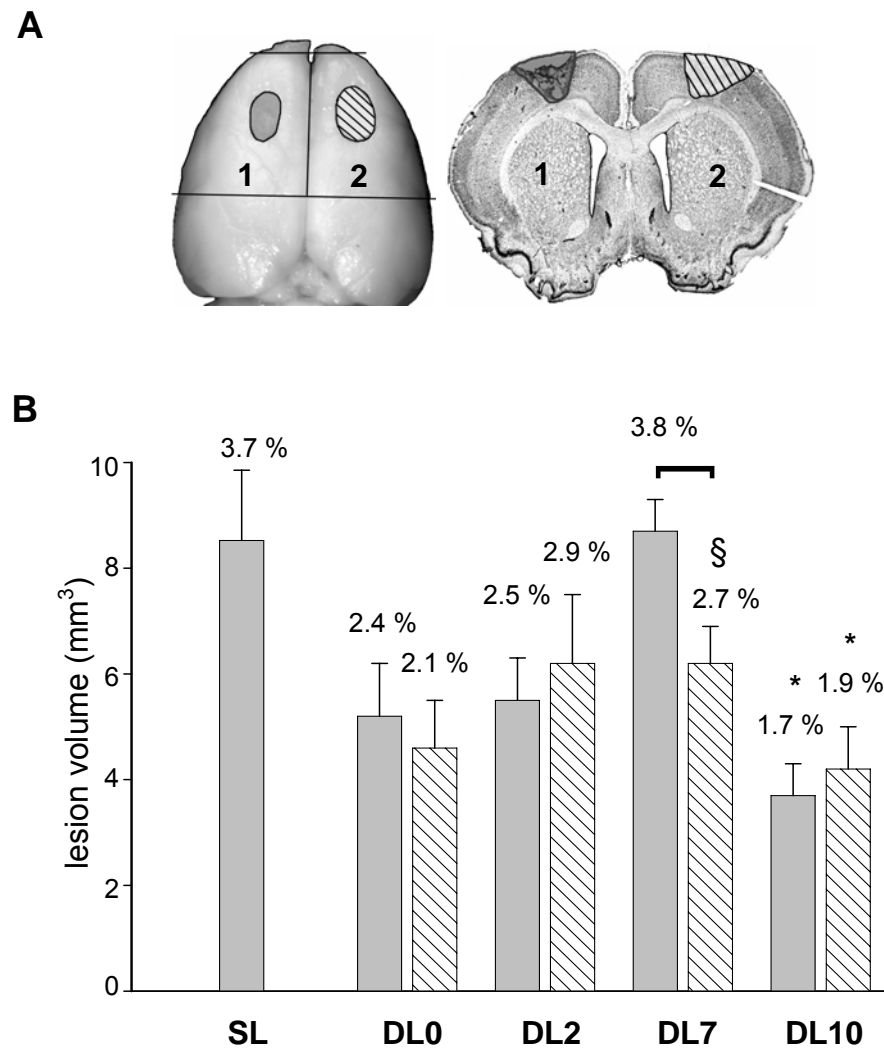 A
1
2
1
2
B
lesion volume (mm³)
10
8
6
4
2
0
3.7 %
2.4 %
2.1 %
2.5 %
2.9 %
3.8 %
§
2.7 %
*
1.7 %
*
1.9 %
SL
DL0
DL2
DL7
DL10